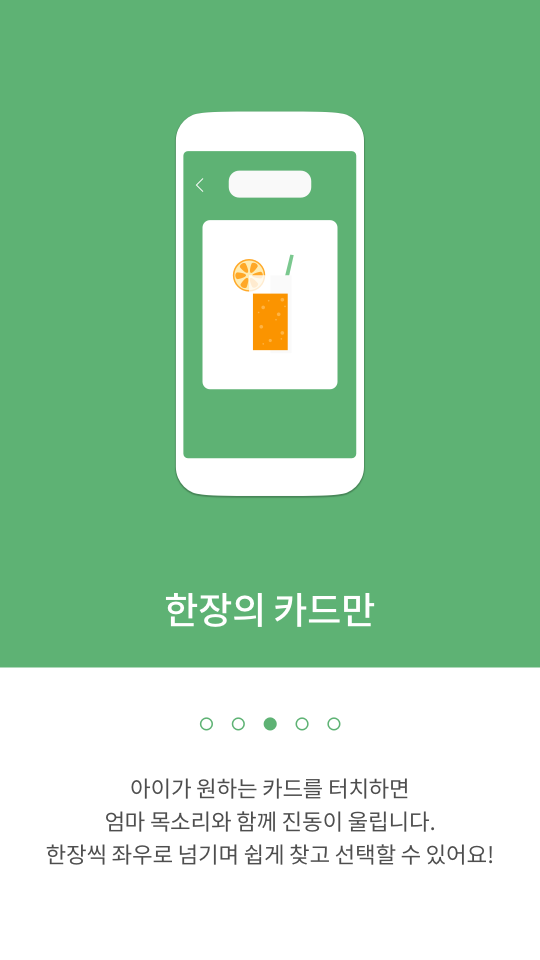 한장의 카드만
아이가 원하는 카드를 터치하면
엄마 목소리와 함께 진동이 울립니다.
한장씩 좌우로 넘기며 쉽게 찾고 선택할 수 있어요!